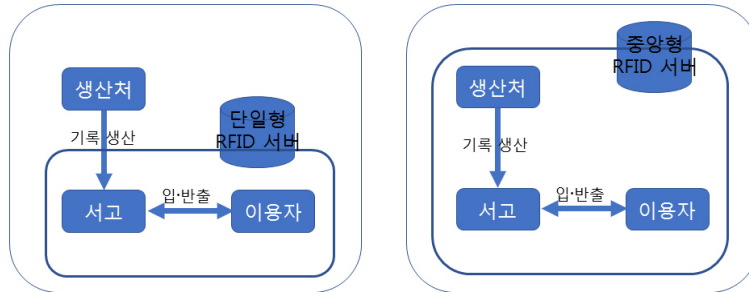 생산처
단일형
RFID 서버
기록 생산
서고
입·반출
이용자
중앙형
RFID 서버
생산처
기록 생산
서고
입·반출
이용자